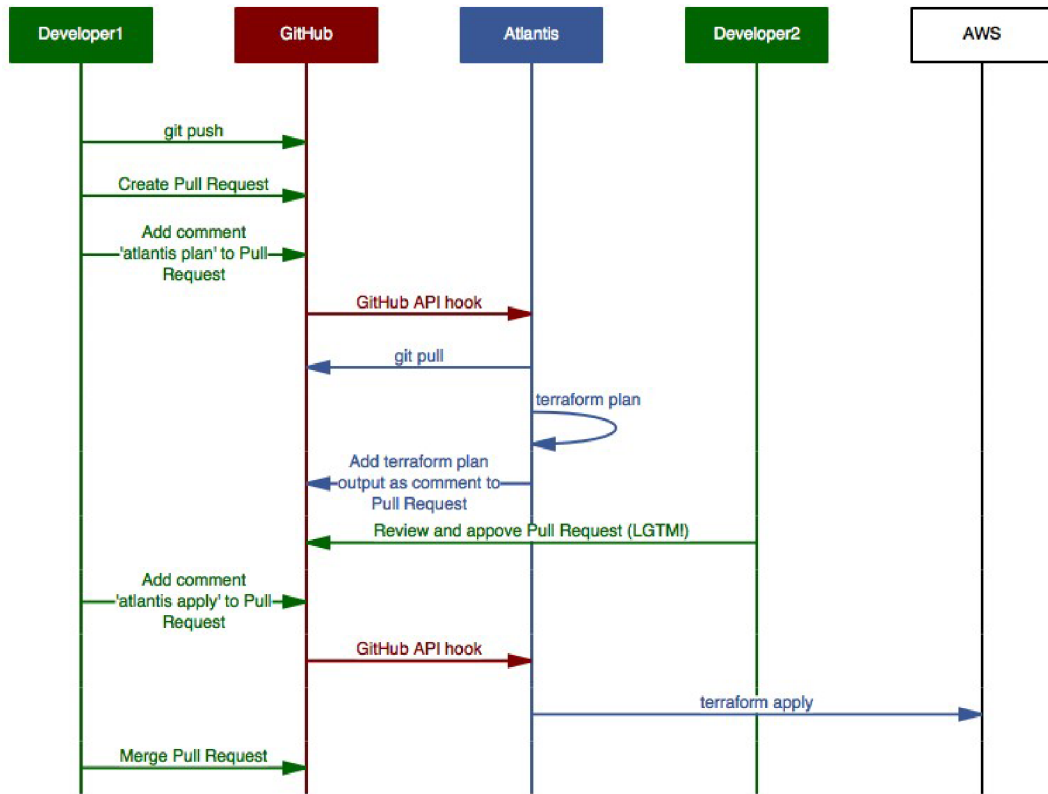 Developer1
GitHub
Atlantis
Developer2
AWS
git push
Create Pull Request
Add comment
'atlantis plan' to Pull
Request
GitHub API hook
git pull
terraform plan
Add terraform plan
output as comment to
Pull Request
Review and appove Pull Request (LGTM!)
Add comment
'atlantis apply' to Pull
Request
GitHub API hook
terraform apply
Merge Pull Request